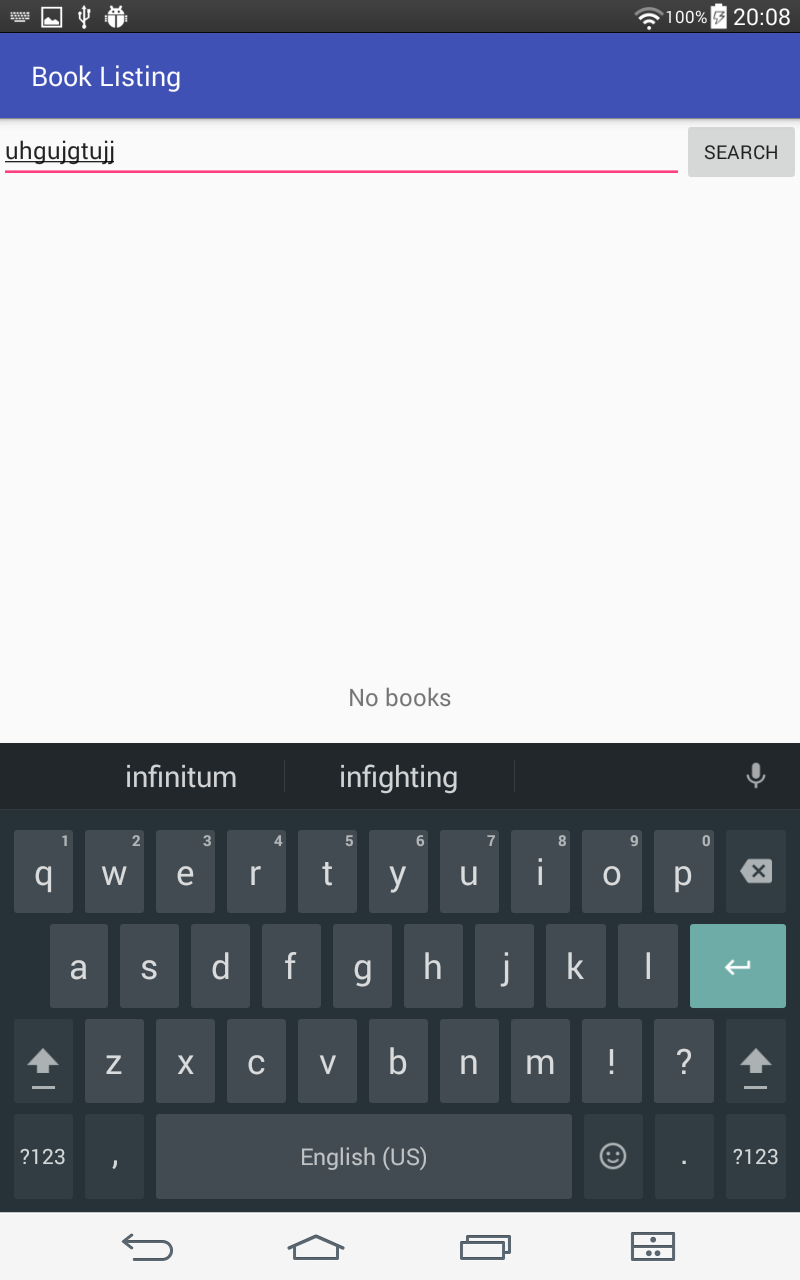 100% 20:08
Book Listing
uhgujgtujj SEARCH
No books
infinitum infighting
q 1 w 2 e 3 r 4 t 5 y 6 u 7 i 8 o 9 p 0
a s d f g h j k l
z x c v b n m ! ?
?123 , English (US) . ?123